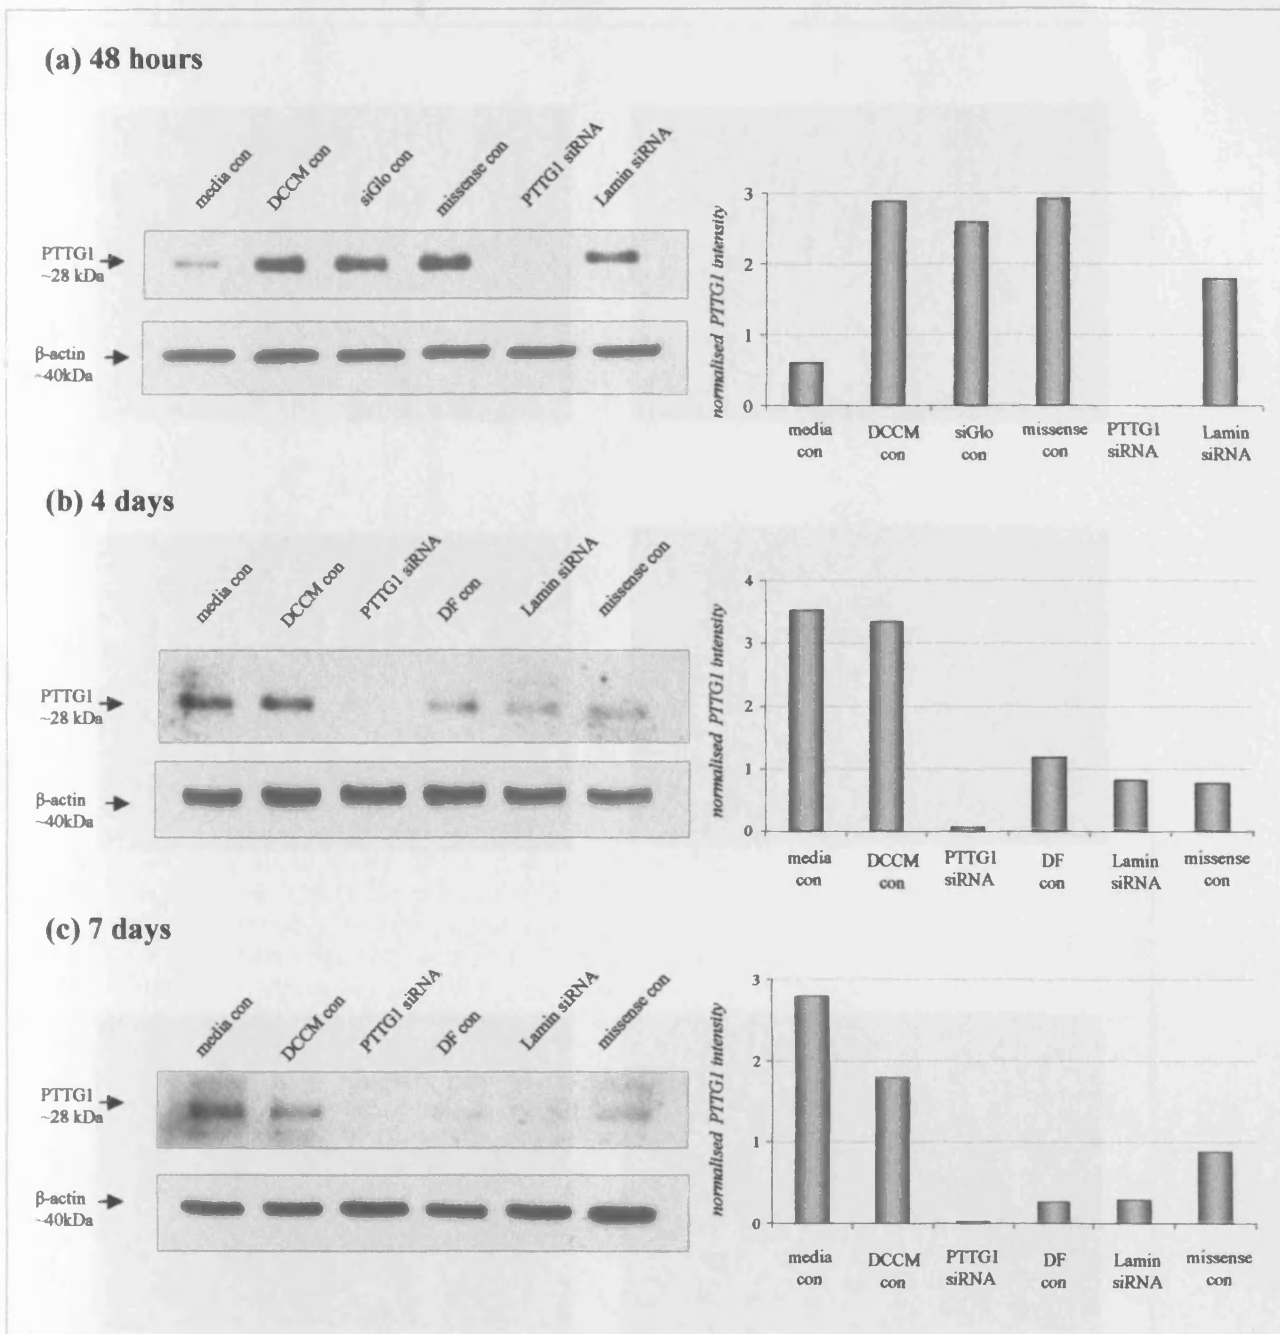 (a) 48 hours
media con
DCCM con
siGlo con
missense con
PTTG1 siRNA
Lamin siRNA
PTTG1
~28 kDa
β-actin
~40kDa
normalised PTTG1 intensity
3
2
1
0
media
con
DCCM
con
siGlo
con
missense
con
PTTG1
siRNA
Lamin
siRNA
(b) 4 days
media con
DCCM con
PTTG1 siRNA
DF con
Lamin siRNA
missense con
PTTG1
~28 kDa
β-actin
~40kDa
normalised PTTG1 intensity
4
3
2
1
0
media
con
DCCM
con
PTTG1
siRNA
DF
con
Lamin
siRNA
missense
con
(c) 7 days
media con
DCCM con
PTTG1 siRNA
DF con
Lamin siRNA
missense con
PTTG1
~28 kDa
β-actin
~40kDa
normalised PTTG1 intensity
3
2
1
0
media
con
DCCM
con
PTTG1
siRNA
DF
con
Lamin
siRNA
missense
con